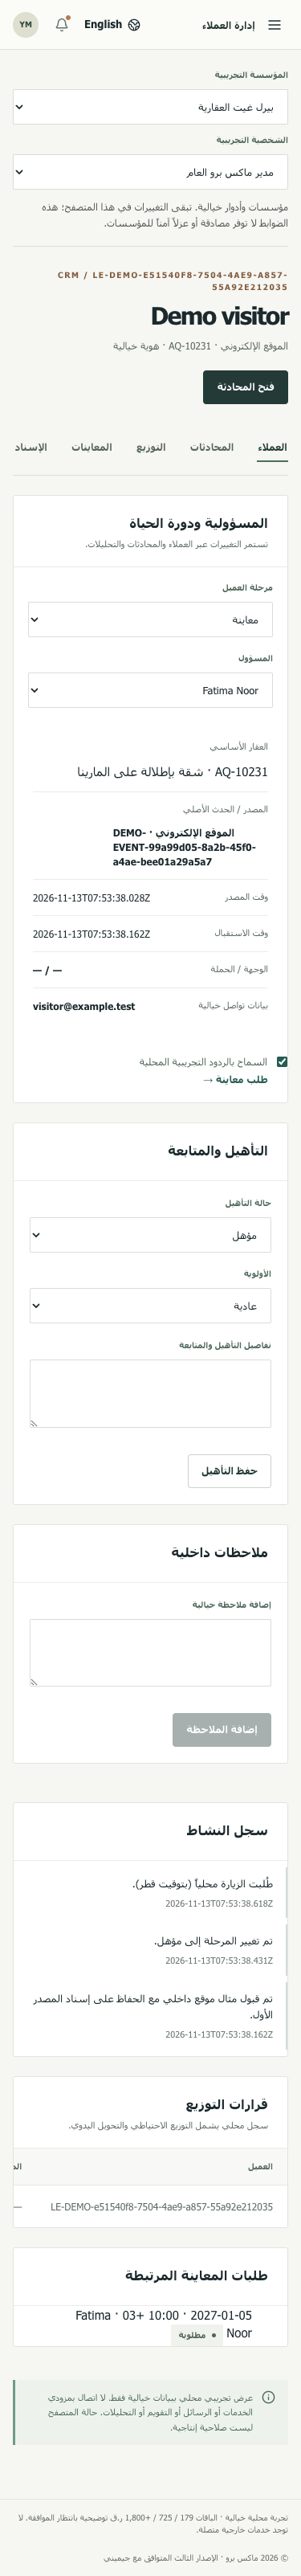 إدارة العملاء
English
YM
المؤسسة التجريبية
بيرل غيت العقارية
الشخصية التجريبية
مدير ماكس برو العام
مؤسسات وأدوار خيالية. تبقى التغييرات في هذا المتصفح؛ هذه
الضوابط لا توفر مصادقة أو عزلاً آمناً للمؤسسات.
CRM / LE-DEMO-E51540F8-7504-4AE9-A857-
55A92E212035
Demo visitor
الموقع الإلكتروني · AQ-10231 · هوية خيالية
فتح المحادثة
العملاء
المحادثات
التوزيع
المعاينات
الإسناد
المسؤولية ودورة الحياة
تستمر التغييرات عبر العملاء والمحادثات والتحليلات.
مرحلة العميل
معاينة
المسؤول
Fatima Noor
العقار الأساسي
AQ-10231 · شقة بإطلالة على المارينا
المصدر / الحدث الأصلي
الموقع الإلكتروني · DEMO-
EVENT-99a99d05-8a2b-45f0-
a4ae-bee01a29a5a7
وقت المصدر
2026-11-13T07:53:38.028Z
وقت الاستقبال
2026-11-13T07:53:38.162Z
الوجهة / الحملة
— / —
بيانات تواصل خيالية
visitor@example.test
السماح بالردود التجريبية المحلية
طلب معاينة →
التأهيل والمتابعة
حالة التأهيل
مؤهل
الأولوية
عادية
تفاصيل التأهيل والمتابعة
حفظ التأهيل
ملاحظات داخلية
إضافة ملاحظة خيالية
إضافة الملاحظة
سجل النشاط
طُلبت الزيارة محلياً (بتوقيت قطر).
2026-11-13T07:53:38.618Z
تم تغيير المرحلة إلى مؤهل.
2026-11-13T07:53:38.431Z
تم قبول مثال موقع داخلي مع الحفاظ على إسناد المصدر
الأول.
2026-11-13T07:53:38.162Z
قرارات التوزيع
سجل محلي يشمل التوزيع الاحتياطي والتحويل اليدوي.
العميل
LE-DEMO-e51540f8-7504-4ae9-a857-55a92e212035
—
طلبات المعاينة المرتبطة
2027-01-05 10:00 +03 · Fatima
Noor
مطلوبة
عرض تجريبي محلي ببيانات خيالية فقط. لا اتصال بمزودي
الخدمات أو الرسائل أو التقويم أو التحليلات. حالة المتصفح
ليست صلاحية إنتاجية.
تجربة محلية خيالية · الباقات 179 / 725 / +1,800 ر.ق توضيحية بانتظار الموافقة. لا
توجد خدمات خارجية متصلة.
© 2026 ماكس برو · الإصدار الثالث المتوافق مع جيميني